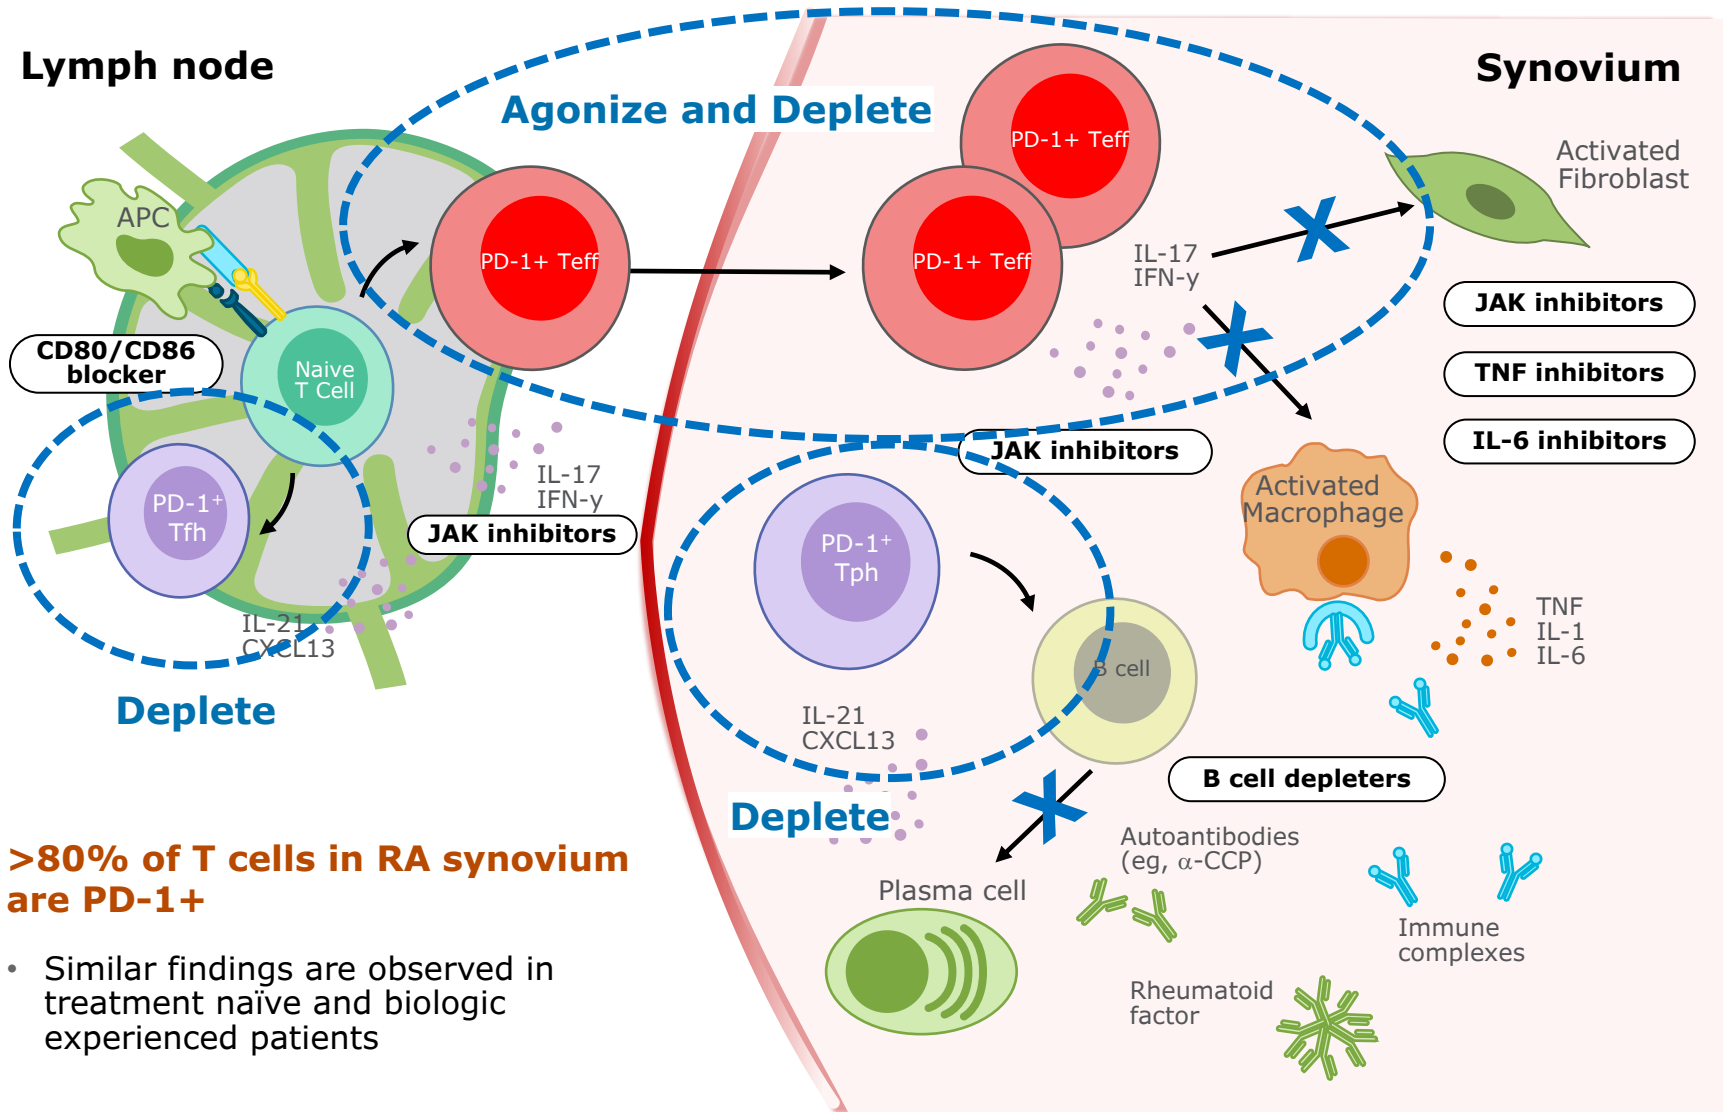 Lymph node
Synovium
Agonize and Deplete
APC
PD-1+ Teff
PD-1+ Teff
PD-1+ Teff
Activated
Fibroblast
IL-17
IFN-y
JAK inhibitors
TNF inhibitors
IL-6 inhibitors
CD80/CD86
blocker
Naive
T Cell
PD-1+
Tfh
IL-17
IFN-y
JAK inhibitors
IL-21
CXCL13
Deplete
JAK inhibitors
PD-1+
Tph
B cell
IL-21
CXCL13
Deplete
Activated
Macrophage
TNF
IL-1
IL-6
B cell depleters
Autoantibodies
(eg, α-CCP)
Plasma cell
Immune
complexes
Rheumatoid
factor
>80% of T cells in RA synovium
are PD-1+
• Similar findings are observed in
treatment naïve and biologic
experienced patients